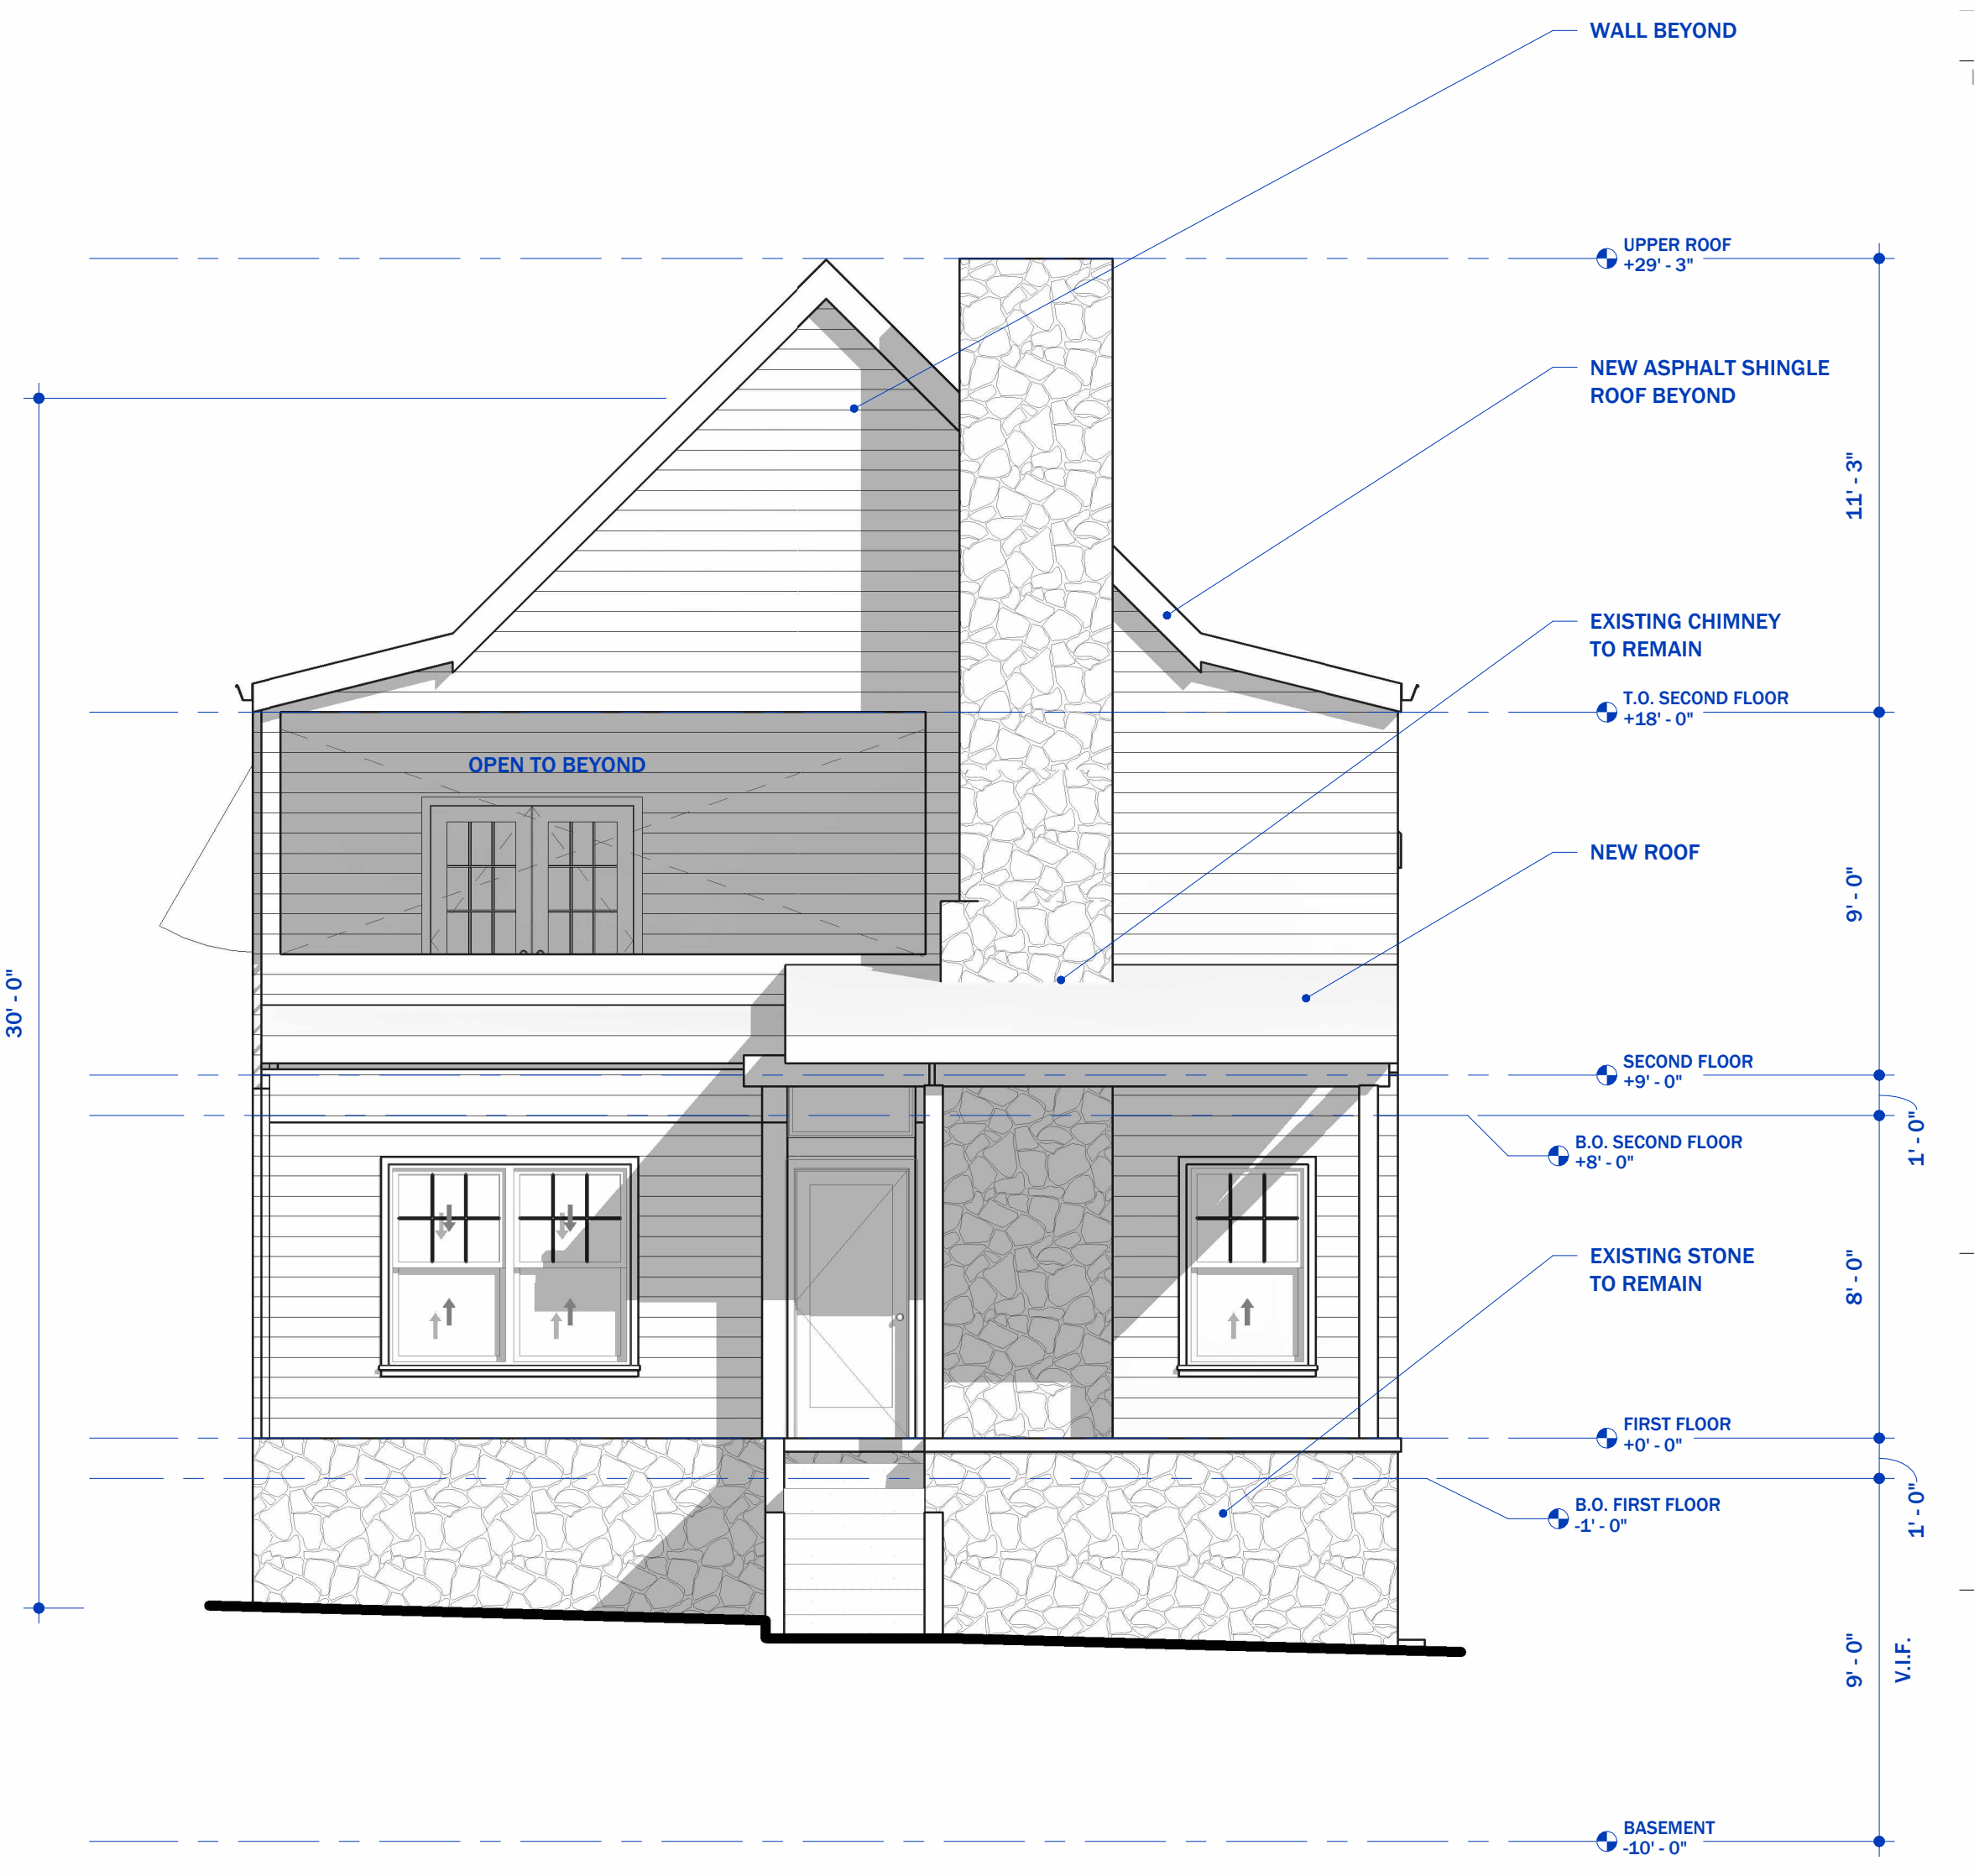 WALL BEYOND
UPPER ROOF
+29' - 3"
NEW ASPHALT SHINGLE
ROOF BEYOND
11' - 3"
EXISTING CHIMNEY
TO REMAIN
T.O. SECOND FLOOR
+18' - 0"
OPEN TO BEYOND
NEW ROOF
9' - 0"
30' - 0"
SECOND FLOOR
+9' - 0"
1' - 0"
B.O. SECOND FLOOR
+8' - 0"
EXISTING STONE
TO REMAIN
8' - 0"
FIRST FLOOR
+0' - 0"
B.O. FIRST FLOOR
-1' - 0"
1' - 0"
9' - 0"
V.I.F.
BASEMENT
-10' - 0"